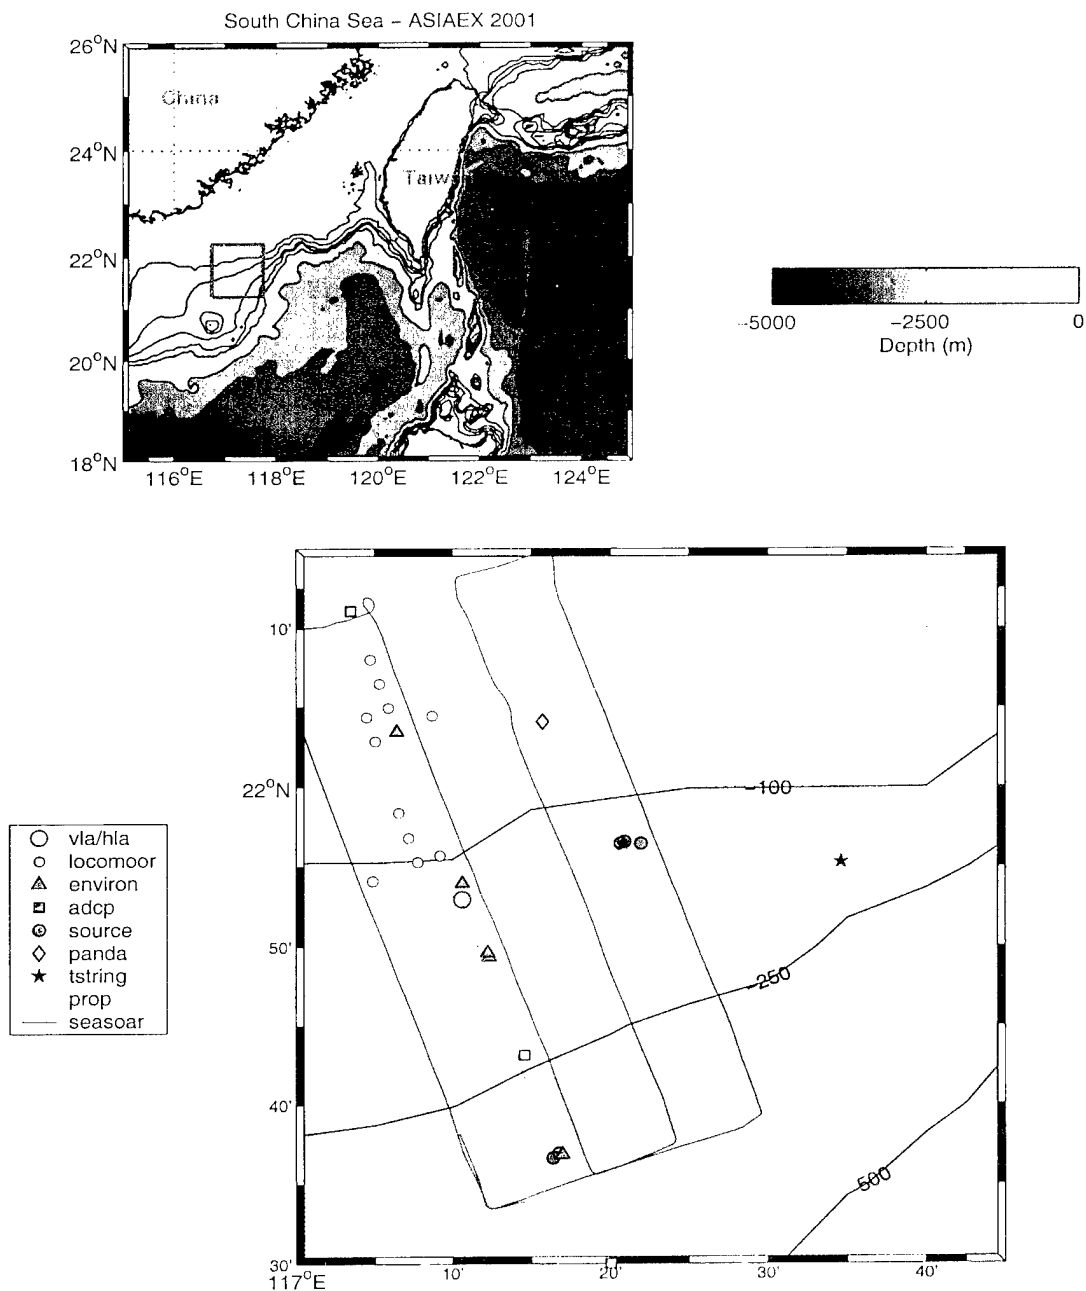 South China Sea – ASIAEX 2001
26°N
China
24°N
Taiw
22°N
20°N
18°N
116°E 118°E 120°E 122°E 124°E
-5000 -2500 0
Depth (m)
10'
22°N
-100
vla/hla
locomoor
environ
adcp
source
panda
tstring
prop
seasoar
50'
-250
40'
500
30'
117°E 10' 20' 30' 40'